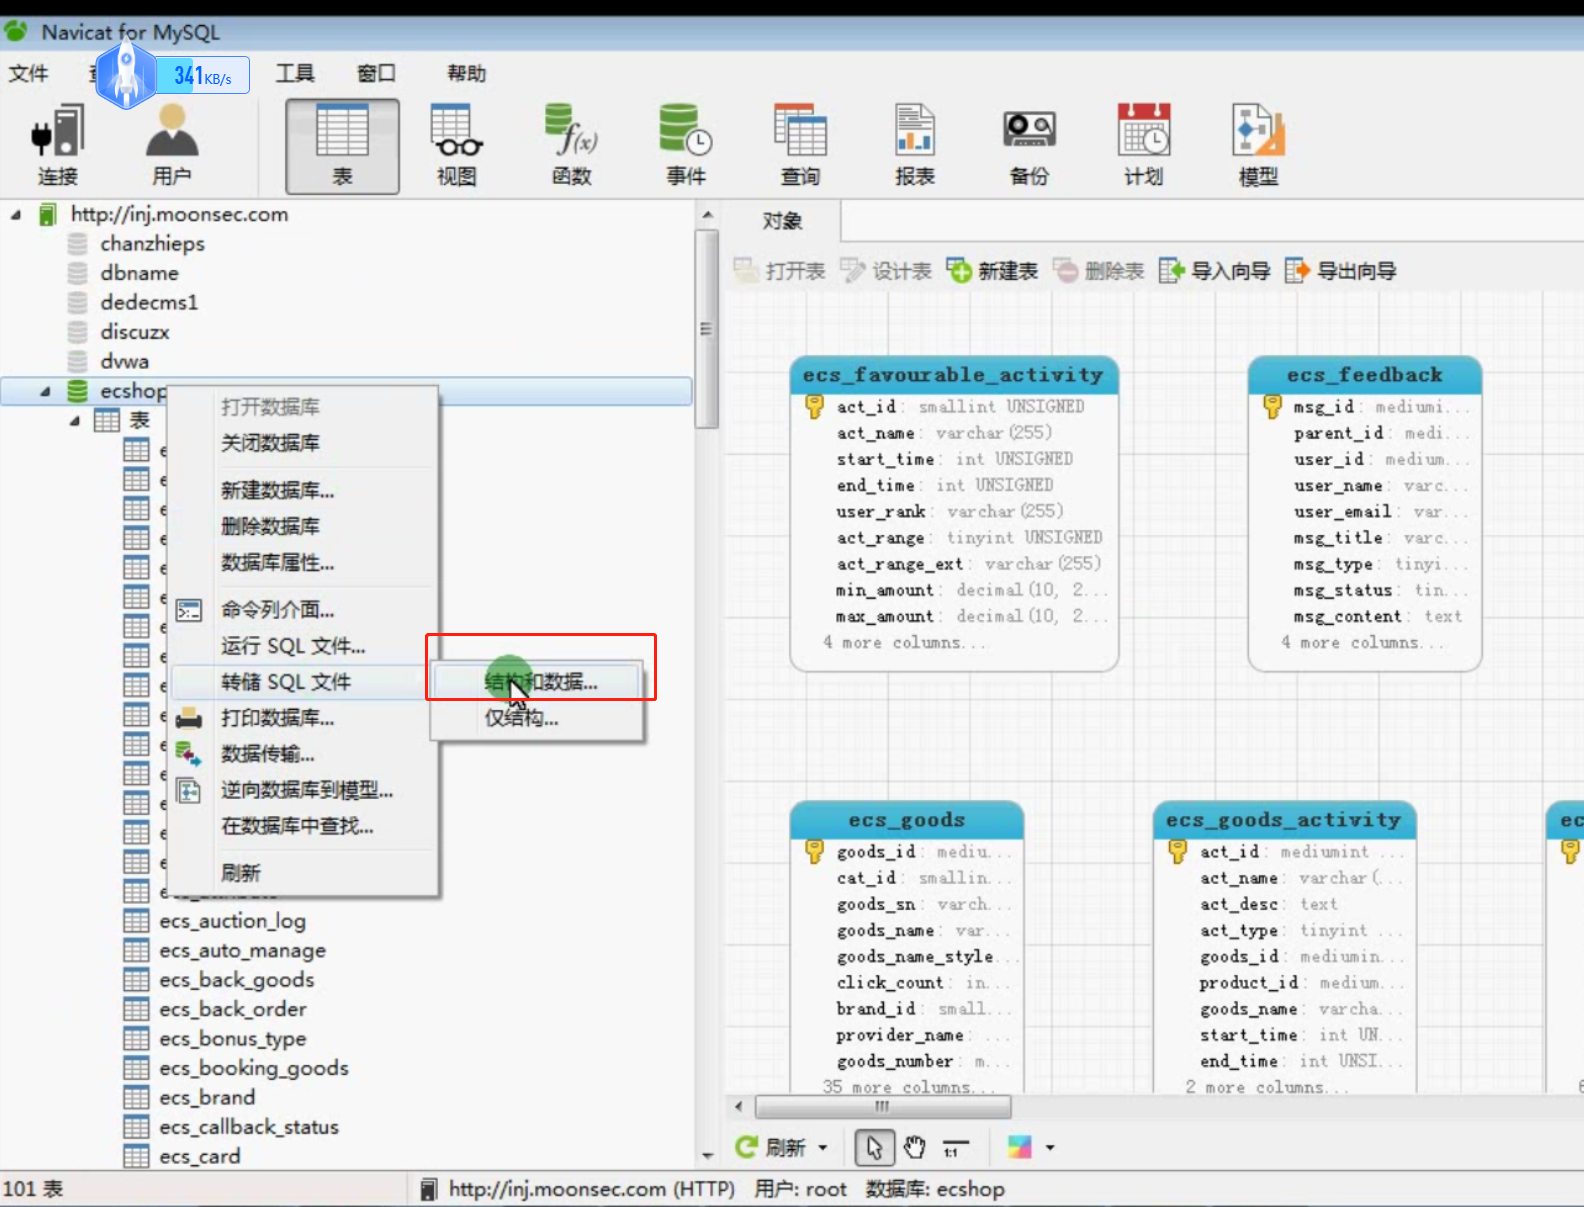 Navicat for MySQL
文件
工具
窗口
帮助
341KB/s
连接
用户
表
视图
函数
事件
查询
报表
备份
计划
模型
http://inj.moonsec.com
chanzhieps
dbname
dedecms1
discuzx
dvwa
ecshop
表
打开数据库
关闭数据库
新建数据库...
删除数据库
数据库属性...
命令列介面...
运行 SQL 文件...
转储 SQL 文件
打印数据库...
数据传输...
逆向数据库到模型...
在数据库中查找...
刷新
结构和数据...
仅结构...
ecs_auction_log
ecs_auto_manage
ecs_back_goods
ecs_back_order
ecs_bonus_type
ecs_booking_goods
ecs_brand
ecs_callback_status
ecs_card
对象
打开表
设计表
新建表
删除表
导入向导
导出向导
ecs_favourable_activity
act_id: smallint UNSIGNED
act_name: varchar(255)
start_time: int UNSIGNED
end_time: int UNSIGNED
user_rank: varchar(255)
act_range: tinyint UNSIGNED
act_range_ext: varchar(255)
min_amount: decimal(10, 2...
max_amount: decimal(10, 2...
4 more columns...
ecs_feedback
msg_id: mediumi...
parent_id: medi...
user_id: medium...
user_name: varc...
user_email: var...
msg_title: varc...
msg_type: tinyi...
msg_status: tin...
msg_content: text
4 more columns...
ecs_goods
goods_id: mediu...
cat_id: smallin...
goods_sn: varch...
goods_name: var...
goods_name_style...
click_count: in...
brand_id: small...
provider_name: ...
goods_number: m...
35 more columns...
ecs_goods_activity
act_id: mediumint ...
act_name: varchar(...
act_desc: text
act_type: tinyint ...
goods_id: mediumin...
product_id: medium...
goods_name: varcha...
start_time: int UN...
end_time: int UNSI...
2 more columns...
ec
刷新
1:1
101 表
http://inj.moonsec.com (HTTP)
用户: root
数据库: ecshop